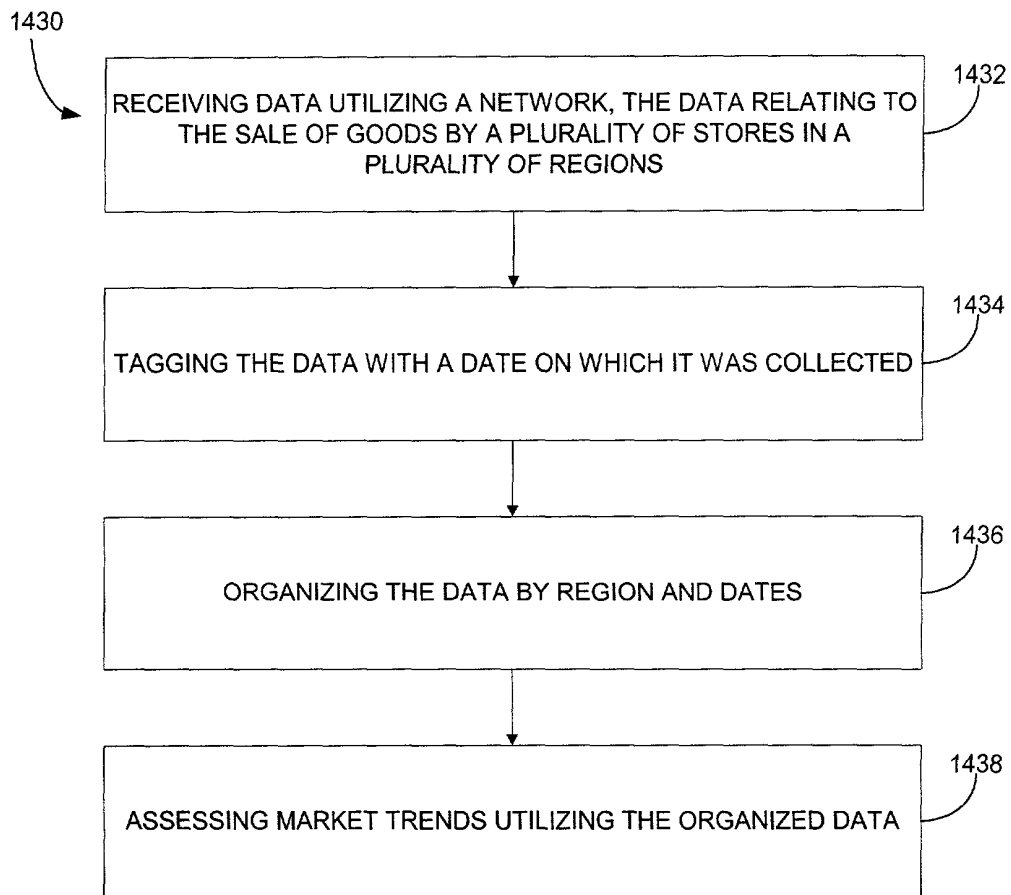 1430
1432
RECEIVING DATA UTILIZING A NETWORK, THE DATA RELATING TO
THE SALE OF GOODS BY A PLURALITY OF STORES IN A
PLURALITY OF REGIONS
1434
TAGGING THE DATA WITH A DATE ON WHICH IT WAS COLLECTED
1436
ORGANIZING THE DATA BY REGION AND DATES
1438
ASSESSING MARKET TRENDS UTILIZING THE ORGANIZED DATA